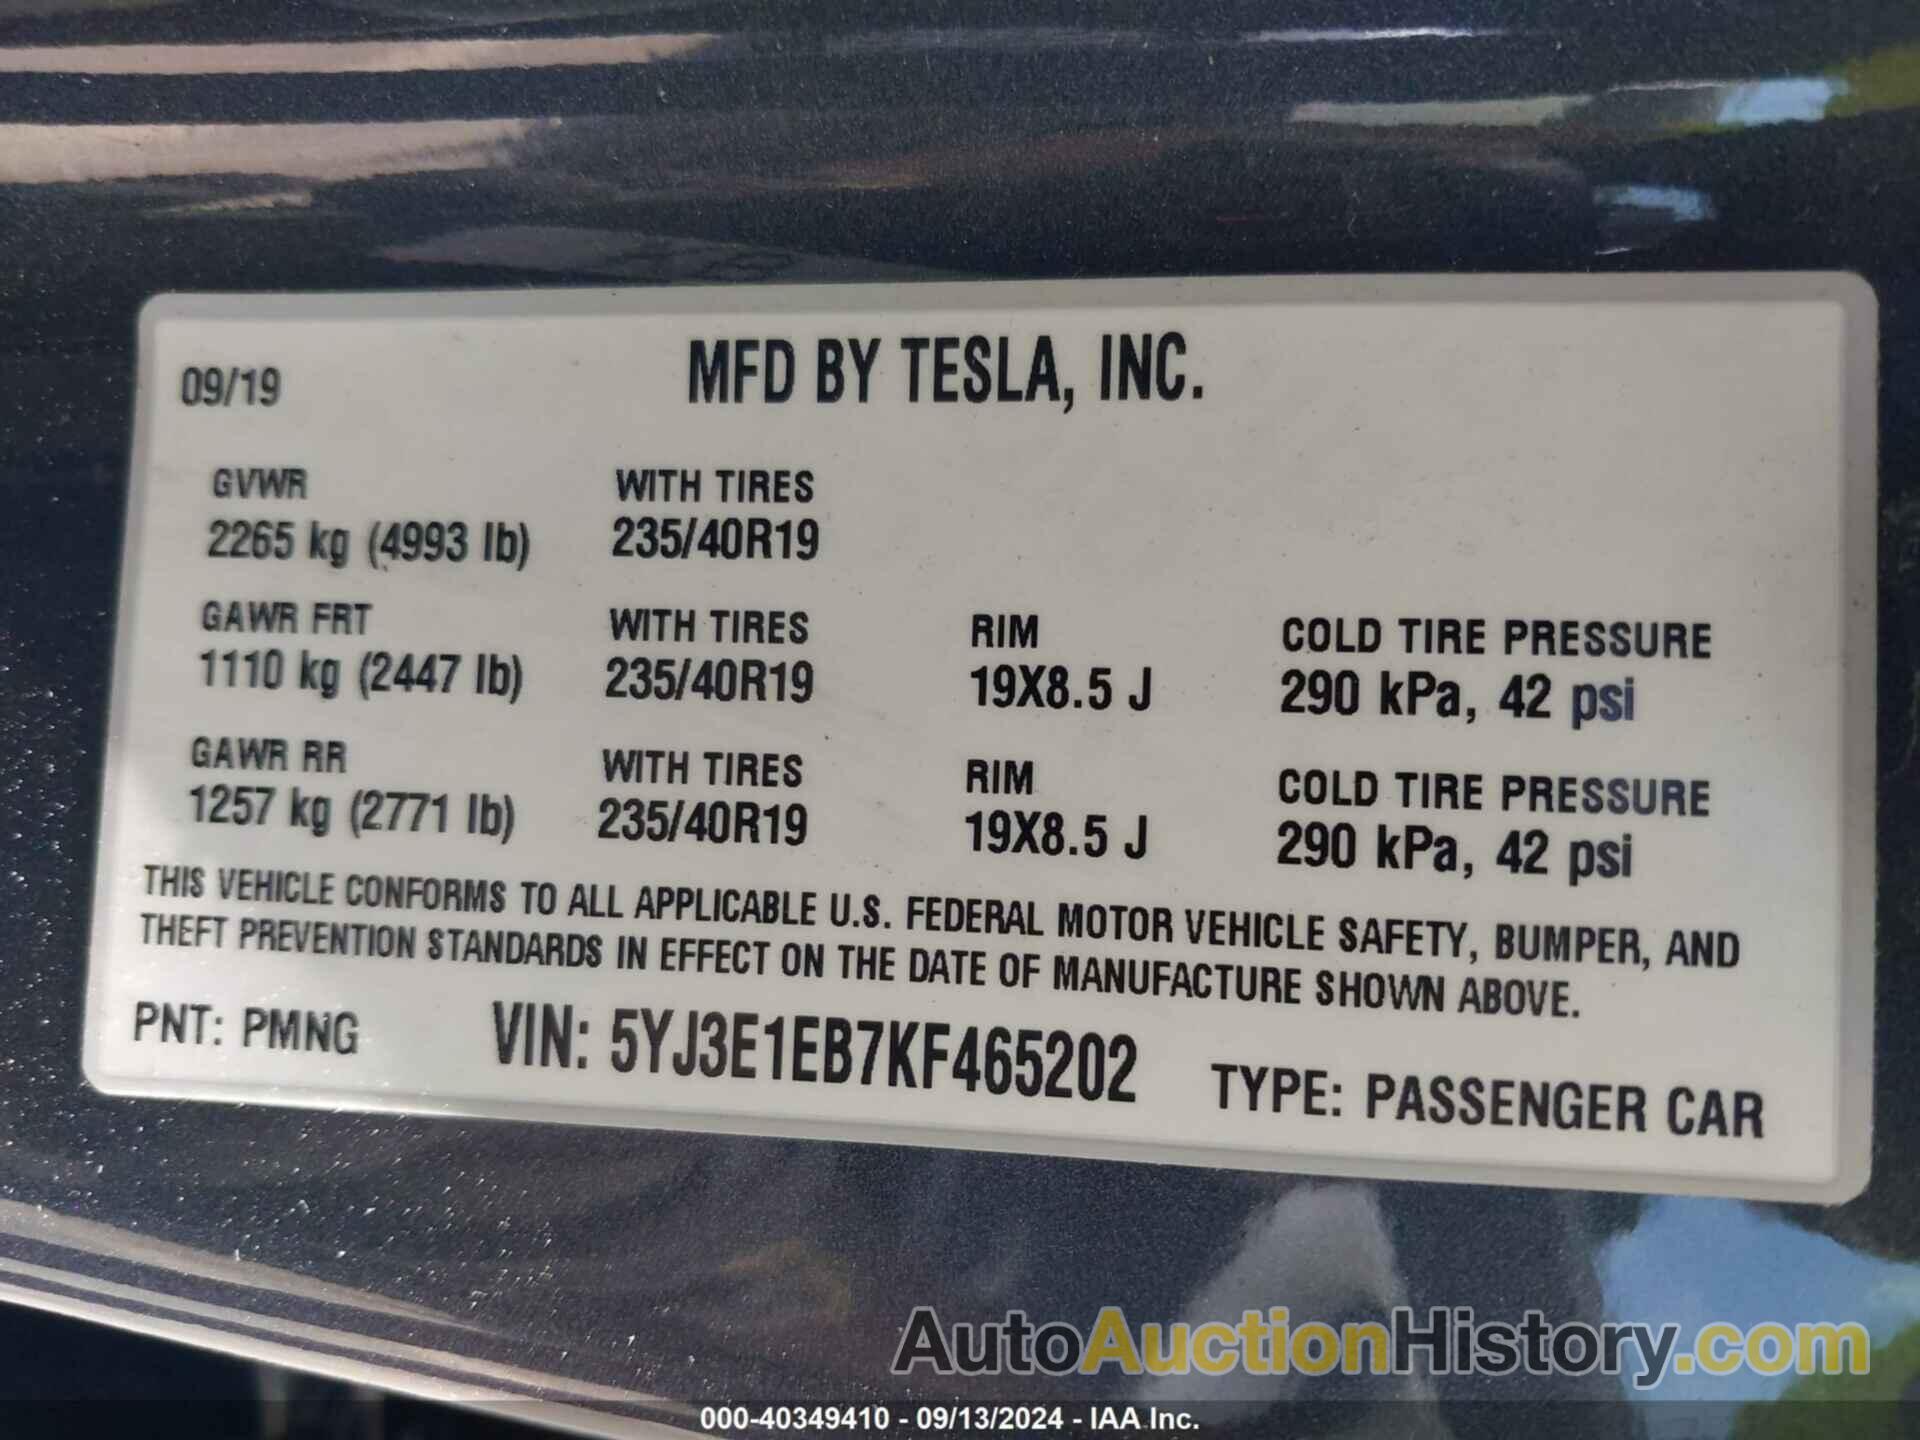 09/19 MFD BY TESLA, INC.
GVWR WITH TIRES
2265 kg (4993 lb) 235/40R19
GAWR FRT WITH TIRES RIM COLD TIRE PRESSURE
1110 kg (2447 lb) 235/40R19 19X8.5 J 290 kPa, 42 psi
GAWR RR WITH TIRES RIM COLD TIRE PRESSURE
1257 kg (2771 lb) 235/40R19 19X8.5 J 290 kPa, 42 psi
THIS VEHICLE CONFORMS TO ALL APPLICABLE U.S. FEDERAL MOTOR VEHICLE SAFETY, BUMPER, AND
THEFT PREVENTION STANDARDS IN EFFECT ON THE DATE OF MANUFACTURE SHOWN ABOVE.
PNT: PMNG VIN: 5YJ3E1EB7KF465202 TYPE: PASSENGER CAR
AutoAuctionHistory.com
000-40349410 - 09/13/2024 - IAA Inc.